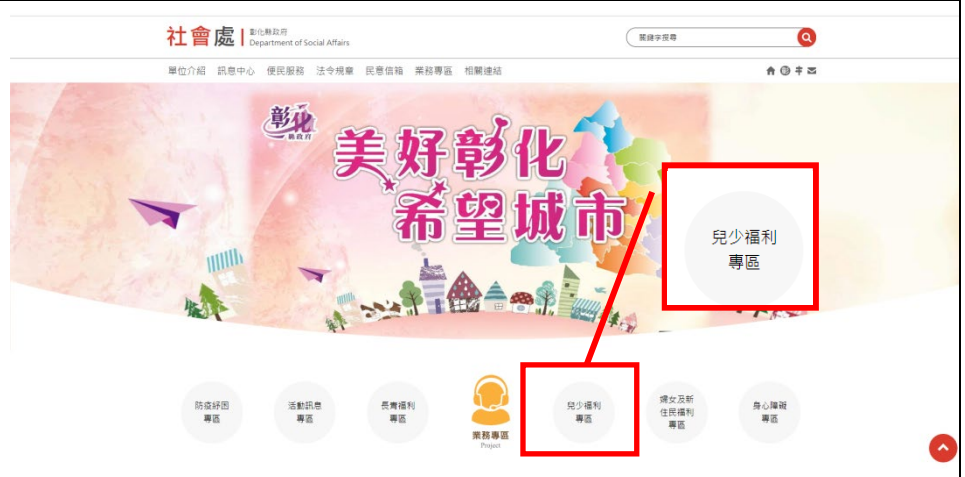 社會處
彰化縣政府
Department of Social Affairs
關鍵字搜尋
單位介紹 訊息中心 便民服務 法令規章 民意信箱 業務專區 相關連結
彰化
縣政府
美好彰化
希望城市
兒少福利
專區
防疫紓困
專區
活動訊息
專區
長青福利
專區
業務專區
Project
兒少福利
專區
婦女及新
住民福利
專區
身心障礙
專區